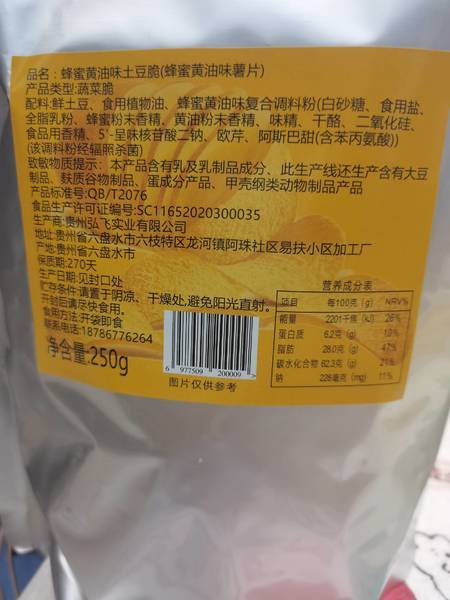 品名：蜂蜜黄油味土豆脆(蜂蜜黄油味薯片)
产品类型:蔬菜脆
配料:鲜土豆、食用植物油、蜂蜜黄油味复合调味粉(白砂糖、食用盐、
全脂乳粉、蜂蜜粉末香精、黄油粉末香精、味精、干酪、二氧化硅、
食品用香精、5'-呈味核苷酸二钠、欧芹、阿斯巴甜(含苯丙氨酸))
(该调料粉经辐照杀菌)
致敏物质提示：本产品含有乳及乳制品成分、此生产线还生产含有大豆
制品、麸质谷物制品、蛋成分产品、甲壳纲类动物制品产品
产品标准号:QB/T2076
食品生产许可证编号:SC11652020300035
生产商:贵州弘飞实业有限公司
地址:贵州省六盘水市六枝特区龙河镇阿珠社区易扶小区加工厂
产地:贵州省六盘水市
保质期:270天
生产日期:见封口处
贮存条件:请置于阴凉、干燥处,避免阳光直射。
开封后请尽快食用。
食用方法:开袋即食
联系电话:18786776264
净含量:250g
6 977509 200009 >
图片仅供参考
营养成分表
项目 每100克(g) NRV%
能量 2201千焦(kJ) 26%
蛋白质 6.2克(g) 10%
脂肪 28.0克(g) 47%
碳水化合物 62.3克(g) 21%
钠 226毫克(mg) 11%